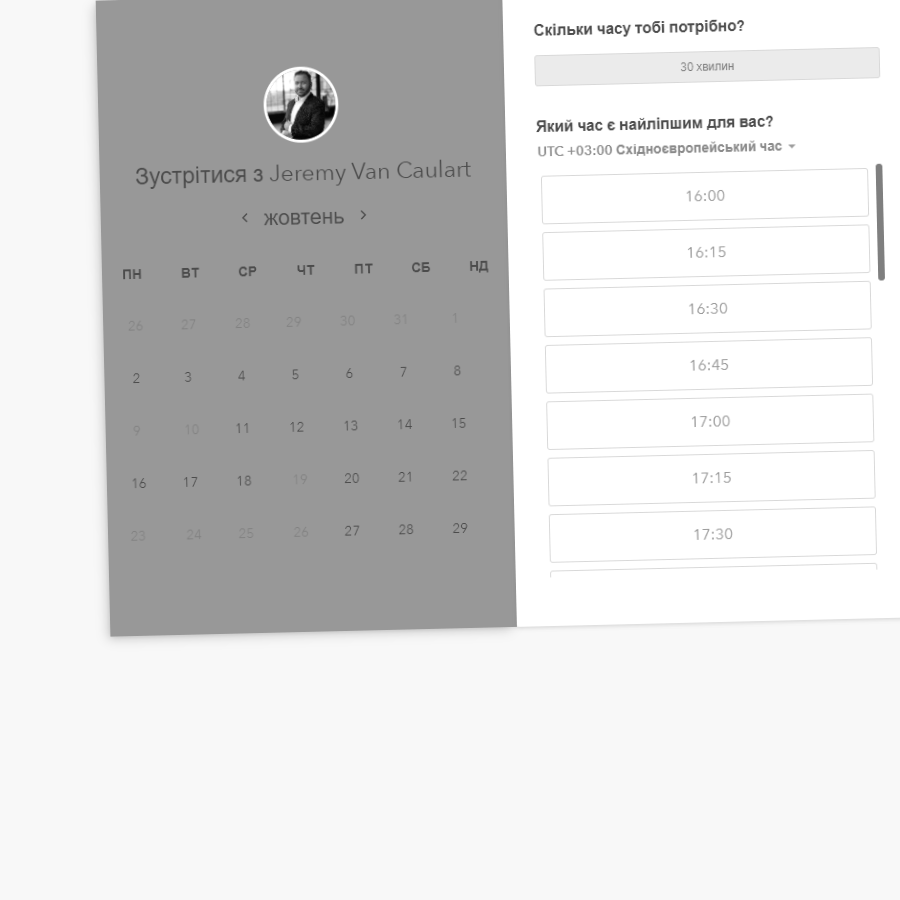 Зустрітися з Jeremy Van Caulart
жовтень
ПН ВТ СР ЧТ ПТ СБ НД
26 27 28 29 30 31 1
2 3 4 5 6 7 8
9 10 11 12 13 14 15
16 17 18 19 20 21 22
23 24 25 26 27 28 29
Скільки часу тобі потрібно?
30 хвилин
Який час є найліпшим для вас?
UTC +03:00 Східноєвропейський час
16:00
16:15
16:30
16:45
17:00
17:15
17:30